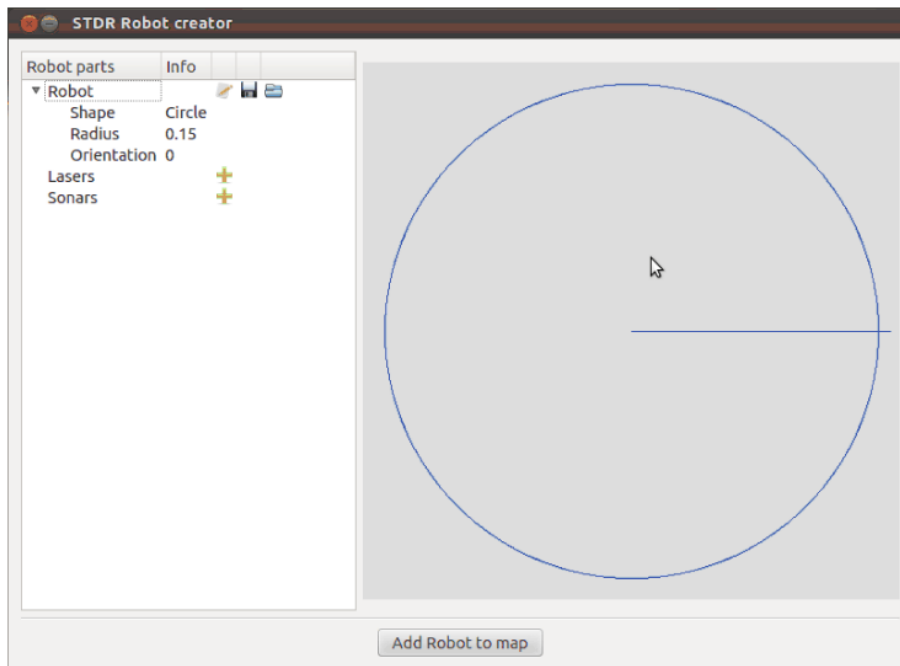 STDR Robot creator
Robot parts Info
Robot
Shape Circle
Radius 0.15
Orientation 0
Lasers
Sonars
Add Robot to map